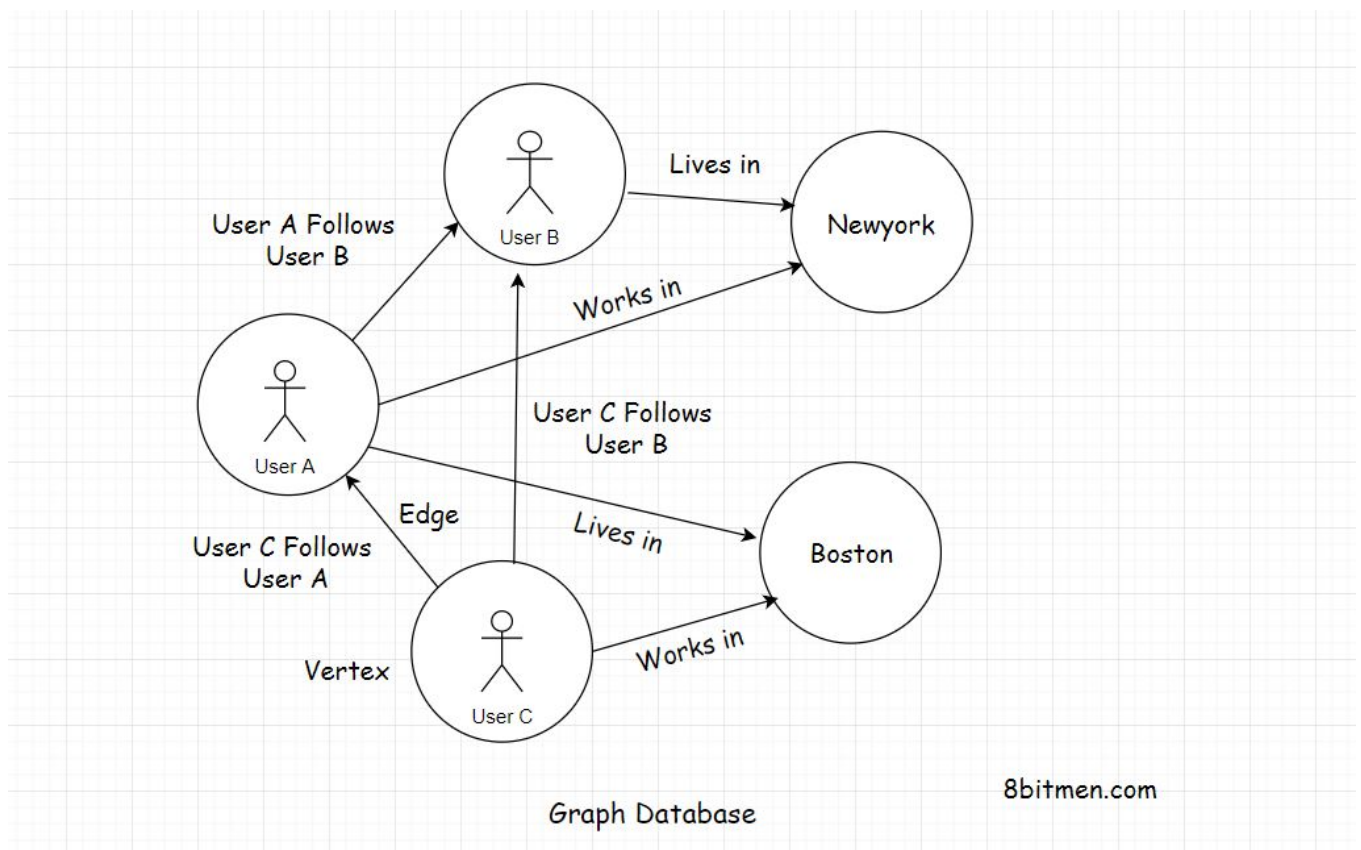 Lives in
User A Follows
User B
User B
Newyork
Works in
User C Follows
User B
User A
Edge
Lives in
User C Follows
User A
Boston
Works in
Vertex
User C
8bitmen.com
Graph Database